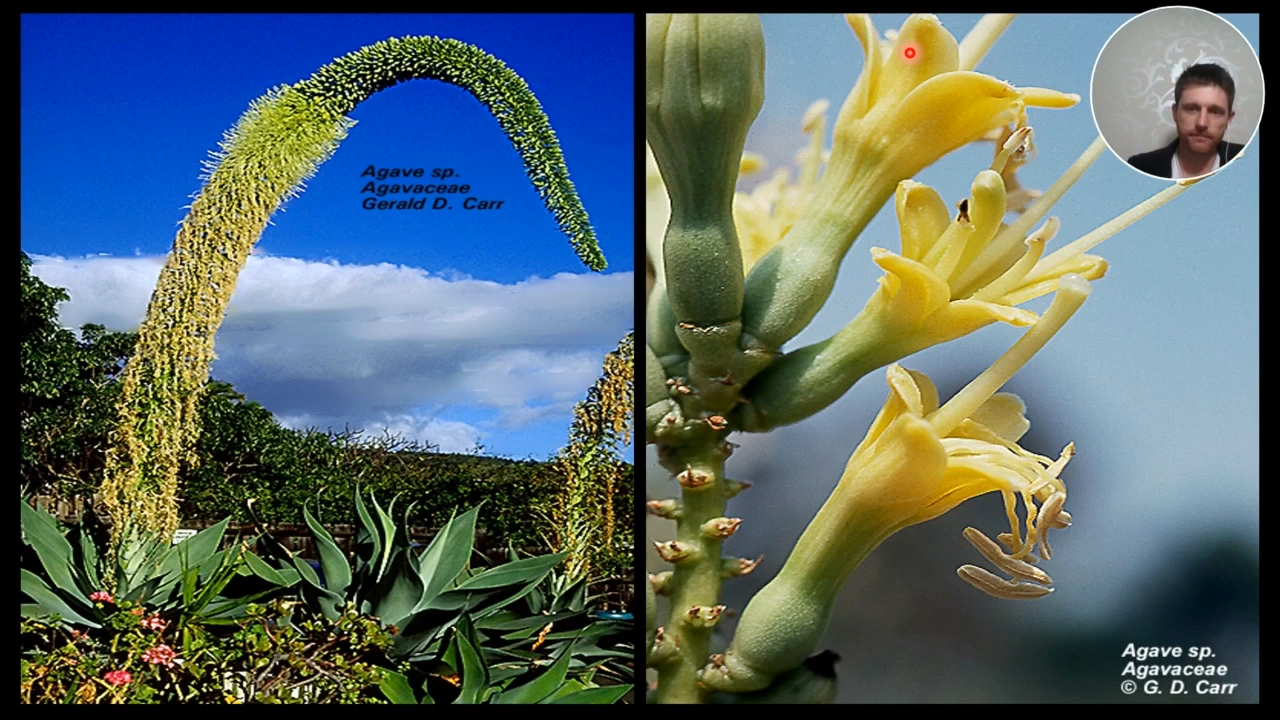 Agave sp.
Agavaceae
Gerald D. Carr
Agave sp.
Agavaceae
© G. D. Carr